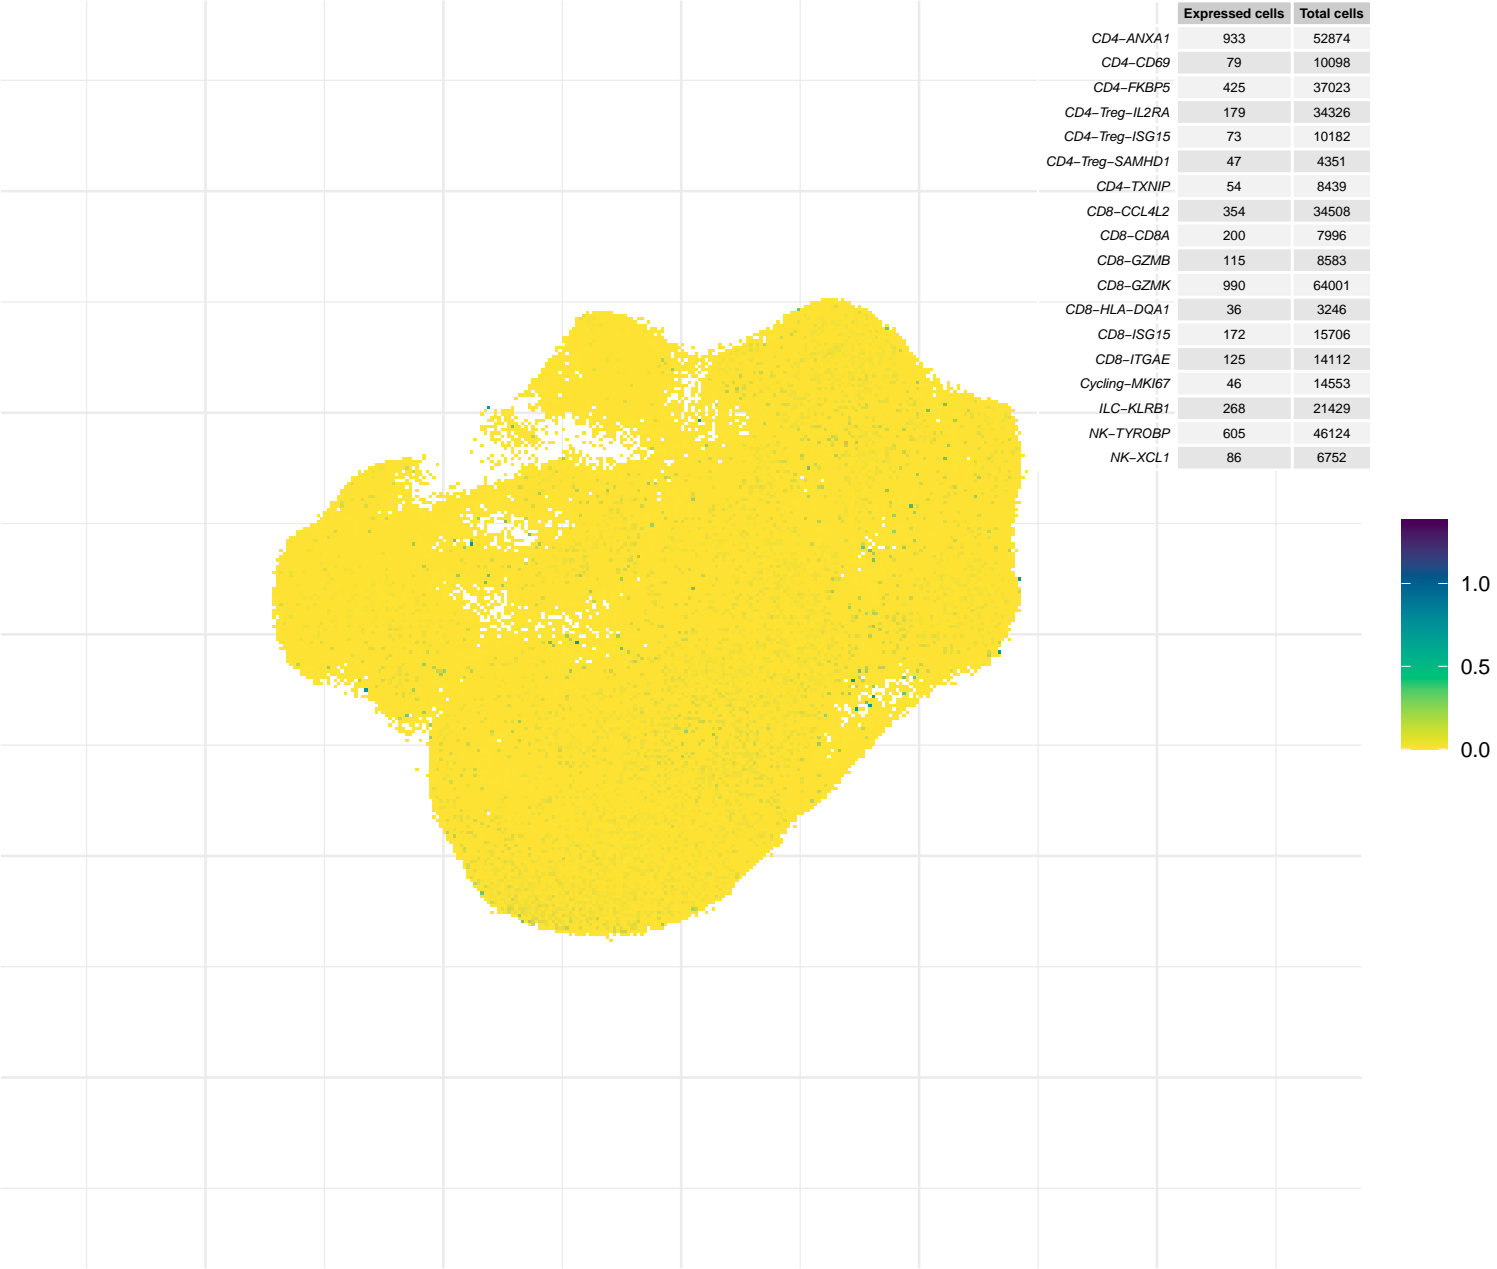 Expressed cells Total cells
CD4−ANXA1 933 52874
CD4−CD69 79 10098
CD4−FKBP5 425 37023
CD4−Treg−IL2RA 179 34326
CD4−Treg−ISG15 73 10182
CD4−Treg−SAMHD1 47 4351
CD4−TXNIP 54 8439
CD8−CCL4L2 354 34508
CD8−CD8A 200 7996
CD8−GZMB 115 8583
CD8−GZMK 990 64001
CD8−HLA−DQA1 36 3246
CD8−ISG15 172 15706
CD8−ITGAE 125 14112
Cycling−MKI67 46 14553
ILC−KLRB1 268 21429
NK−TYROBP 605 46124
NK−XCL1 86 6752
1.0
0.5
0.0